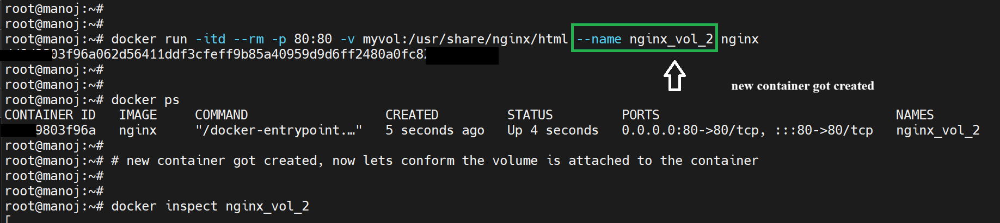 root@manoj:~#
root@manoj:~#
root@manoj:~# docker run -itd --rm -p 80:80 -v myvol:/usr/share/nginx/html --name nginx_vol_2 nginx
03f96a062d56411ddf3cfeff9b85a40959d9d6ff2480a0fc82
root@manoj:~#
root@manoj:~#
new container got created
root@manoj:~# docker ps
CONTAINER ID IMAGE COMMAND CREATED STATUS PORTS NAMES
9803f96a nginx "/docker-entrypoint.…" 5 seconds ago Up 4 seconds 0.0.0.0:80->80/tcp, :::80->80/tcp nginx_vol_2
root@manoj:~#
root@manoj:~# # new container got created, now lets conform the volume is attached to the container
root@manoj:~#
root@manoj:~#
root@manoj:~# docker inspect nginx_vol_2
[